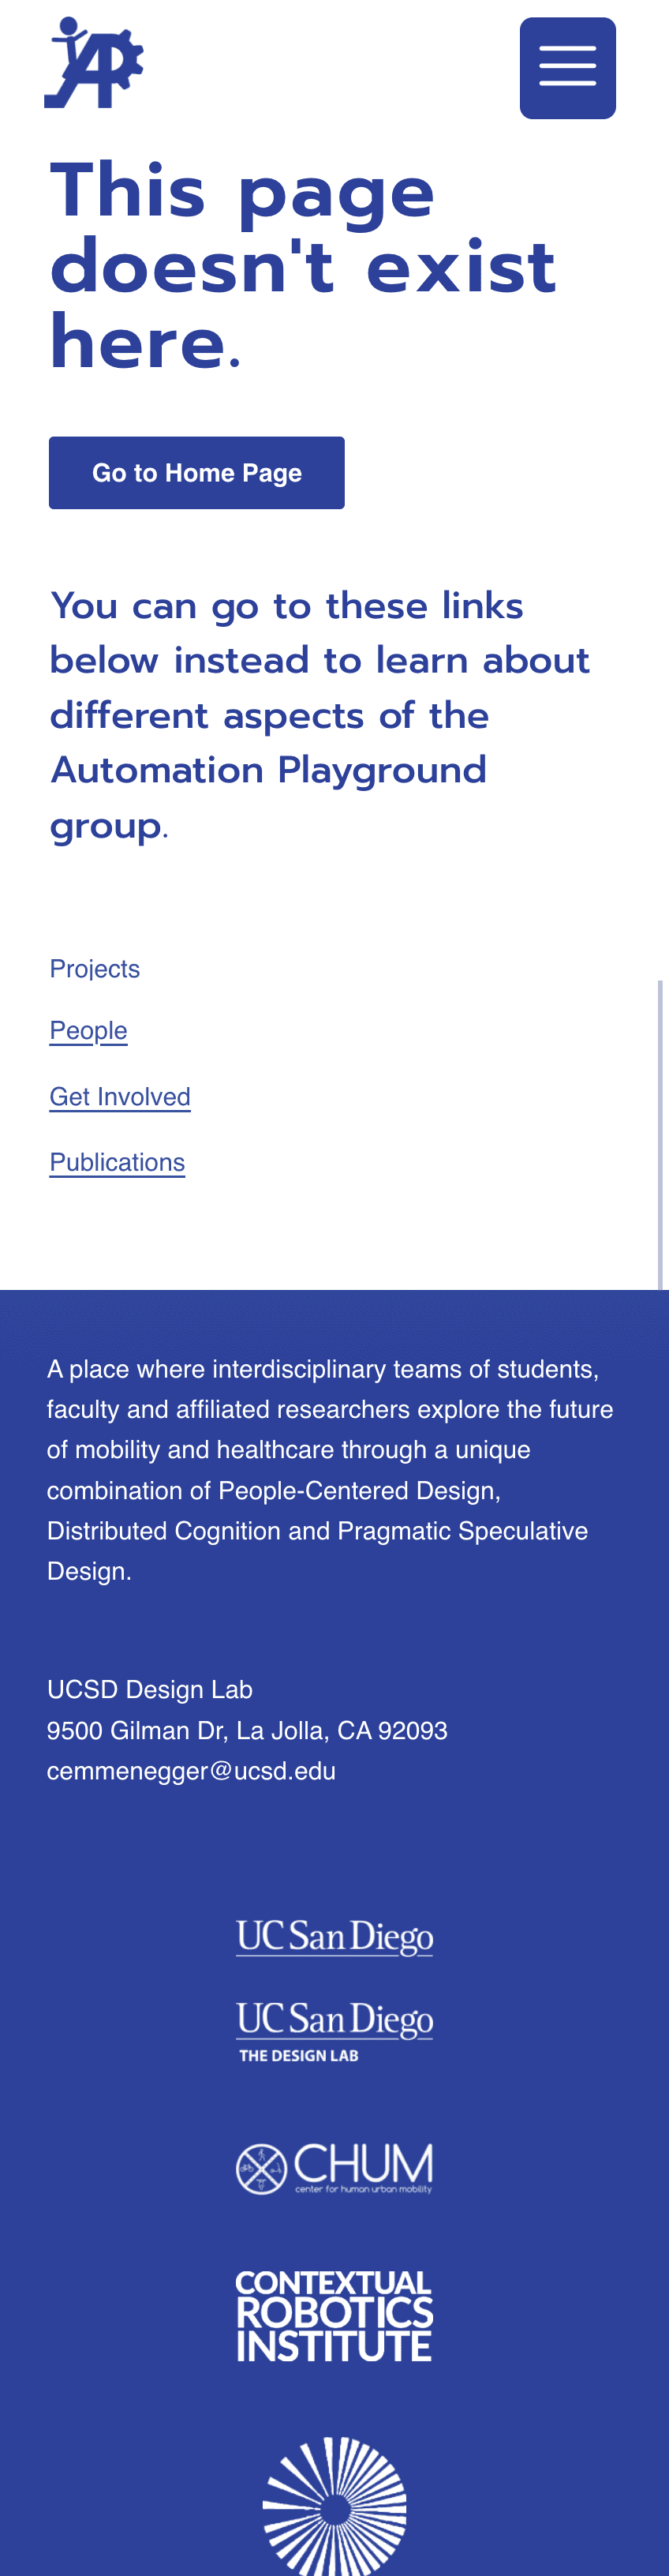 AP
This page
doesn't exist
here.
Go to Home Page
You can go to these links
below instead to learn about
different aspects of the
Automation Playground
group.
Projects
People
Get Involved
Publications
A place where interdisciplinary teams of students,
faculty and affiliated researchers explore the future
of mobility and healthcare through a unique
combination of People-Centered Design,
Distributed Cognition and Pragmatic Speculative
Design.
UCSD Design Lab
9500 Gilman Dr, La Jolla, CA 92093
cemmenegger@ucsd.edu
UC San Diego
UC San Diego
THE DESIGN LAB
CHUM
center for human urban mobility
CONTEXTUAL
ROBOTICS
INSTITUTE